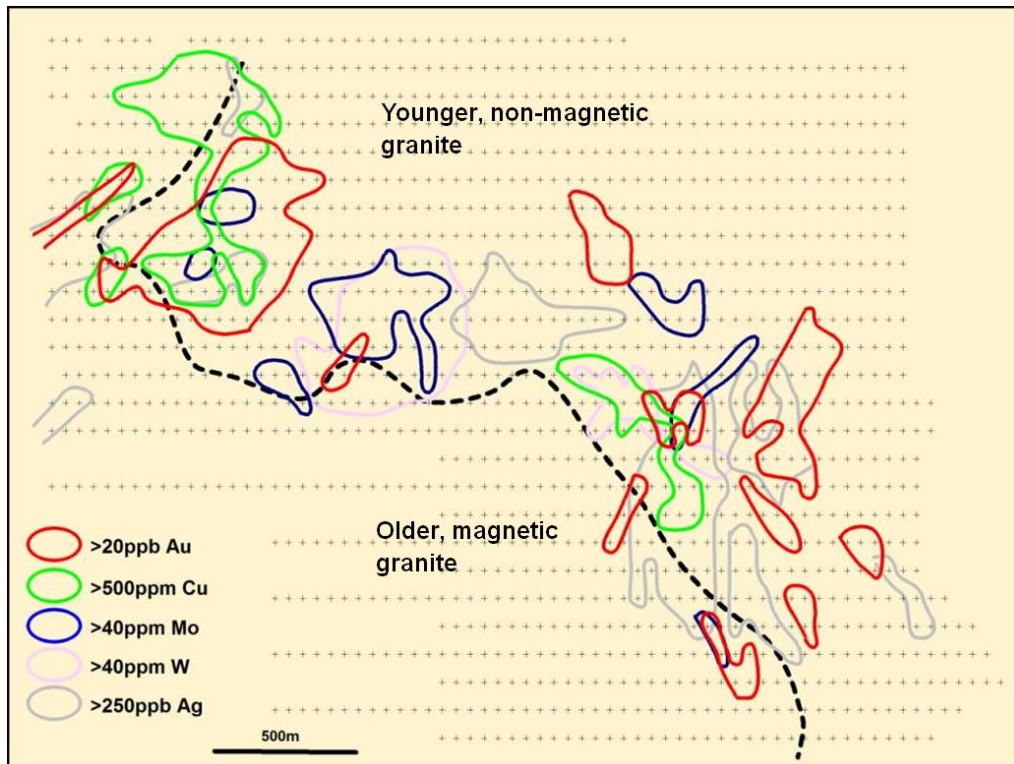 Younger, non-magnetic
granite
Older, magnetic
granite
>20ppb Au
>500ppm Cu
>40ppm Mo
>40ppm W
>250ppb Ag
500m